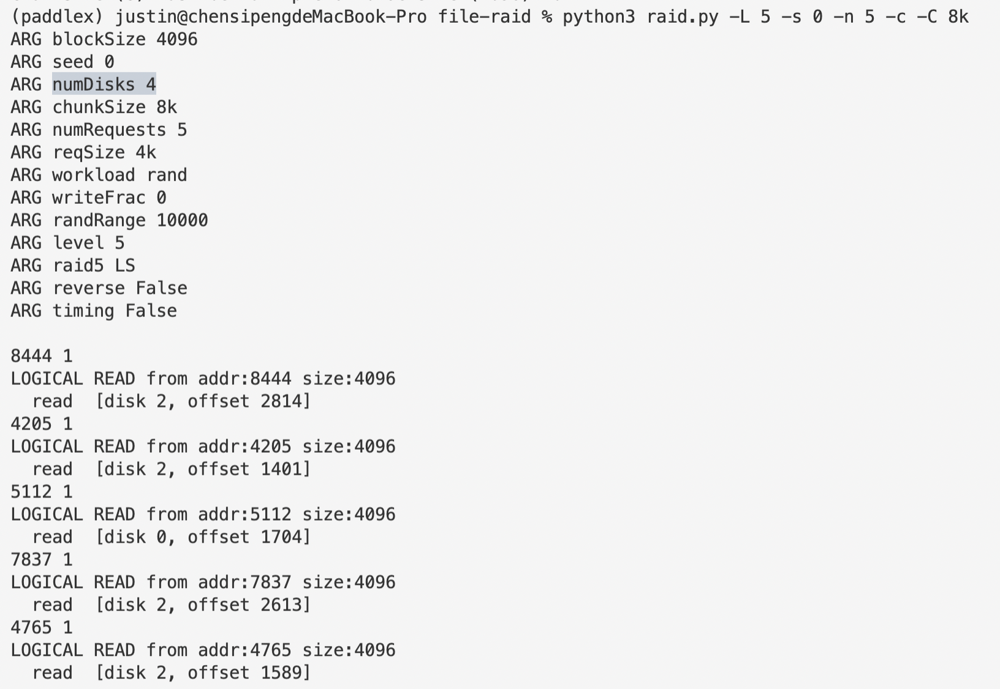 (paddlex) justin@chensipengdeMacBook-Pro file-raid % python3 raid.py -L 5 -s 0 -n 5 -c -C 8k
ARG blockSize 4096
ARG seed 0
ARG numDisks 4
ARG chunkSize 8k
ARG numRequests 5
ARG reqSize 4k
ARG workload rand
ARG writeFrac 0
ARG randRange 10000
ARG level 5
ARG raid5 LS
ARG reverse False
ARG timing False

8444 1
LOGICAL READ from addr:8444 size:4096
  read  [disk 2, offset 2814]
4205 1
LOGICAL READ from addr:4205 size:4096
  read  [disk 2, offset 1401]
5112 1
LOGICAL READ from addr:5112 size:4096
  read  [disk 0, offset 1704]
7837 1
LOGICAL READ from addr:7837 size:4096
  read  [disk 2, offset 2613]
4765 1
LOGICAL READ from addr:4765 size:4096
  read  [disk 2, offset 1589]